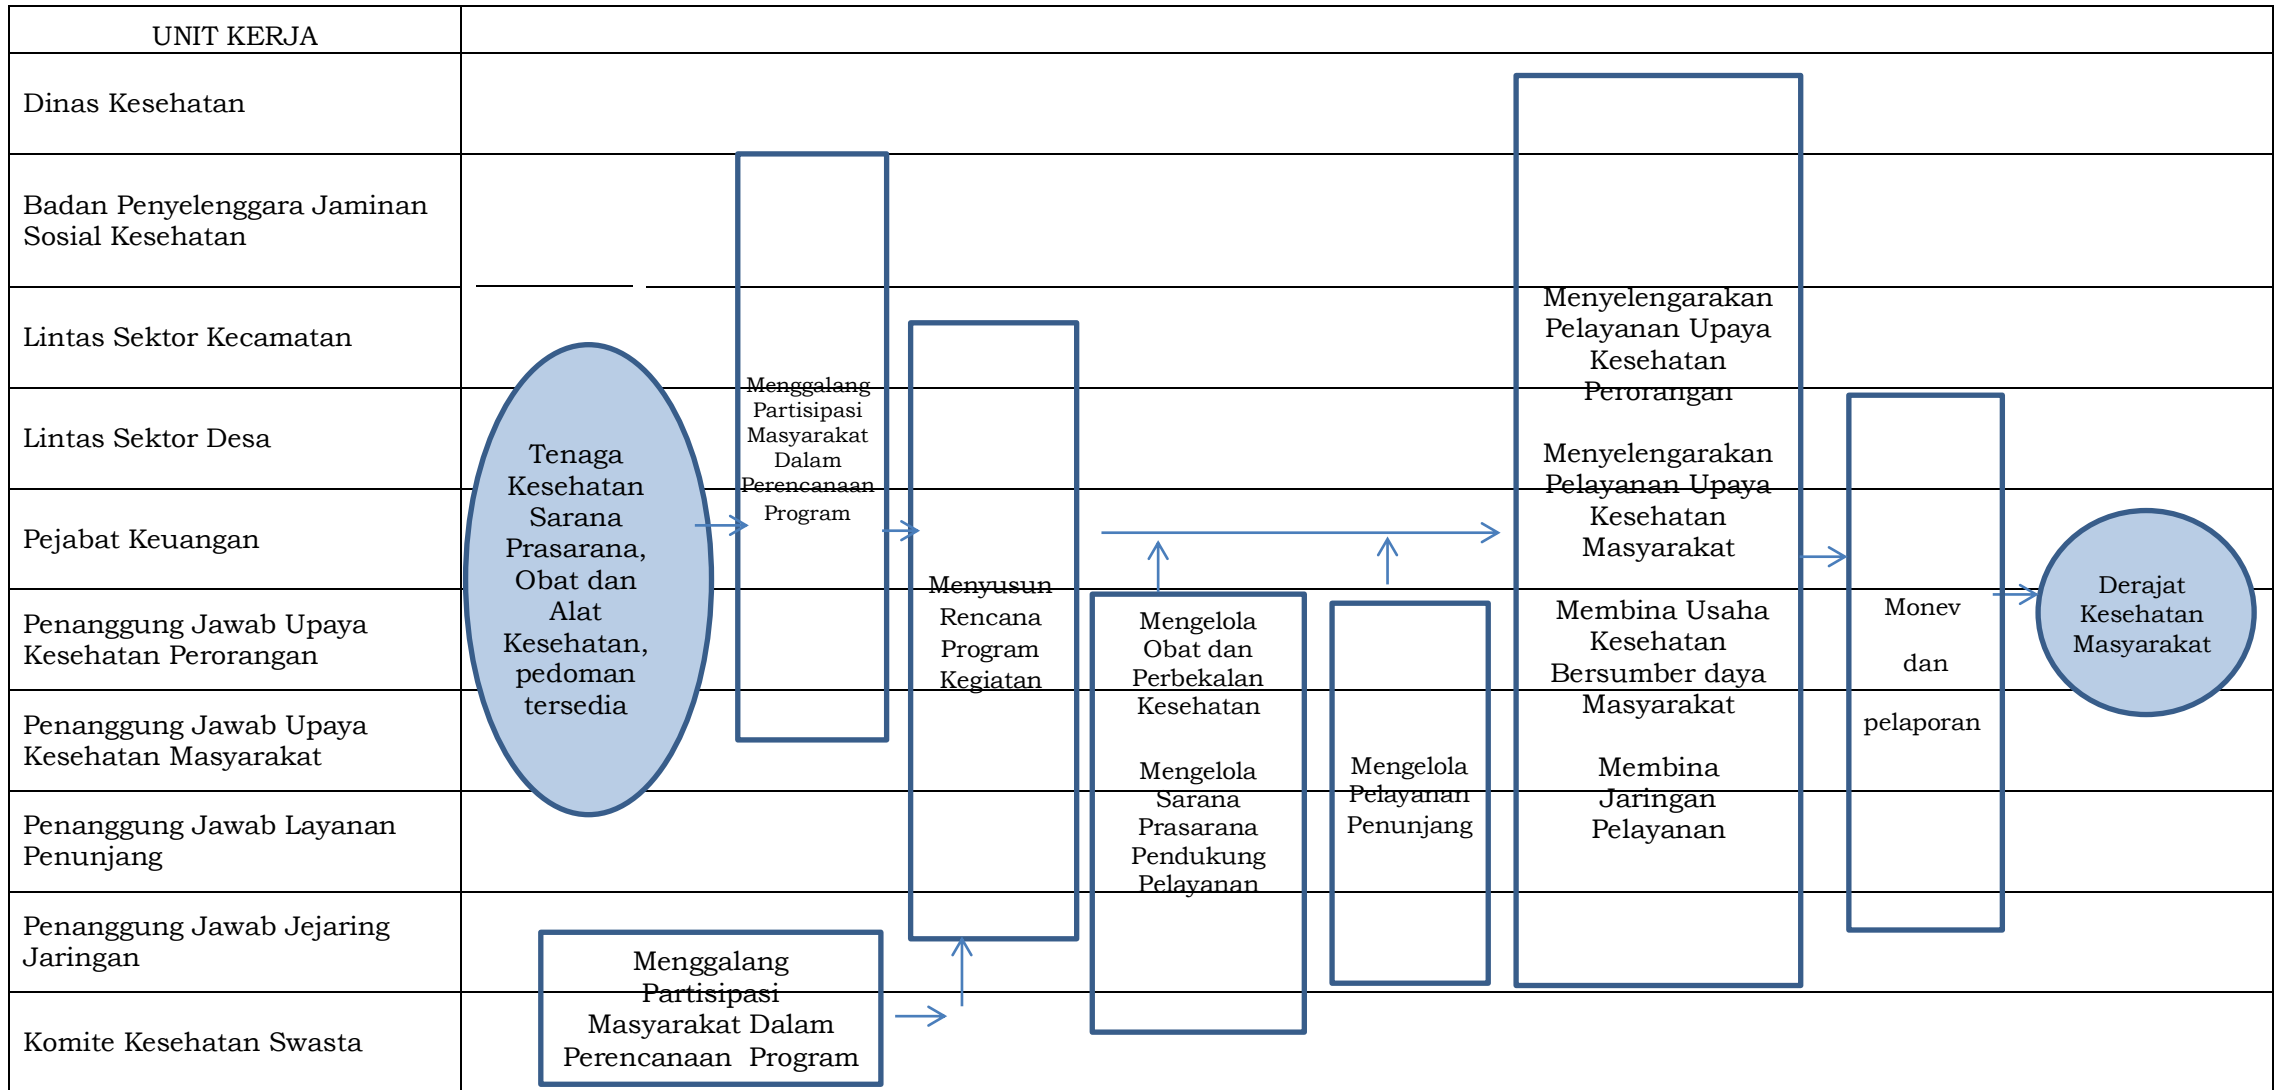 UNIT KERJA
Dinas Kesehatan
Badan Penyelenggara Jaminan
Sosial Kesehatan
Lintas Sektor Kecamatan
Lintas Sektor Desa
Pejabat Keuangan
Penanggung Jawab Upaya
Kesehatan Perorangan
Penanggung Jawab Upaya
Kesehatan Masyarakat
Penanggung Jawab Layanan
Penunjang
Penanggung Jawab Jejaring
Jaringan
Komite Kesehatan Swasta
Tenaga
Kesehatan
Sarana
Prasarana,
Obat dan
Alat
Kesehatan,
pedoman
tersedia
Menggalang
Partisipasi
Masyarakat
Dalam
Perencanaan
Program
Menggalang
Partisipasi
Masyarakat Dalam
Perencanaan Program
Menyusun
Rencana
Program
Kegiatan
Mengelola
Obat dan
Perbekalan
Kesehatan
Mengelola
Sarana
Prasarana
Pendukung
Pelayanan
Mengelola
Pelayanan
Penunjang
Menyelengarakan
Pelayanan Upaya
Kesehatan
Perorangan
Menyelengarakan
Pelayanan Upaya
Kesehatan
Masyarakat
Membina Usaha
Kesehatan
Bersumber daya
Masyarakat
Membina
Jaringan
Pelayanan
Monev
dan
pelaporan
Derajat
Kesehatan
Masyarakat